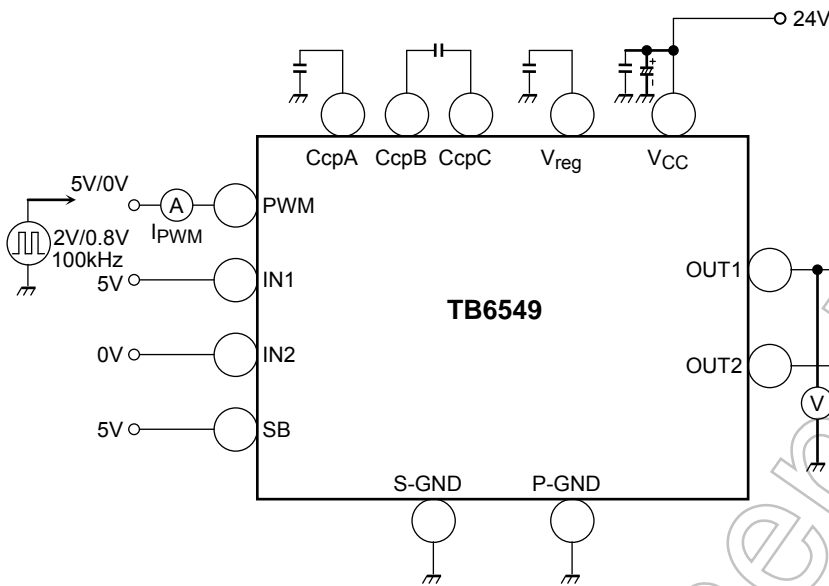 24V
+
−
CcpA CcpB CcpC Vreg VCC
5V/0V
A
PWM
IPWM
2V/0.8V
100kHz
5V
IN1
OUT1
TB6549
0V
IN2
OUT2
V
5V
SB
S-GND P-GND